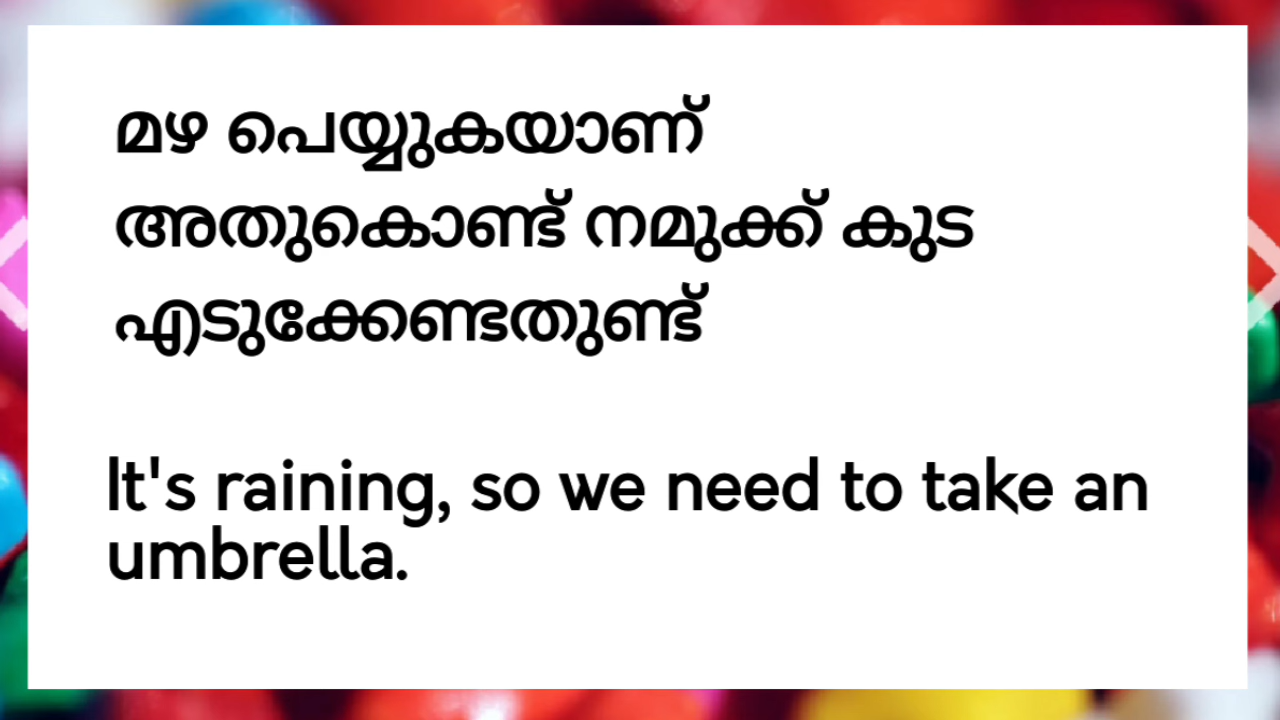 മഴ പെയ്യുകയാണ്
അതുകൊണ്ട് നമുക്ക് കുട
എടുക്കേണ്ടതുണ്ട്
It's raining, so we need to take an
umbrella.